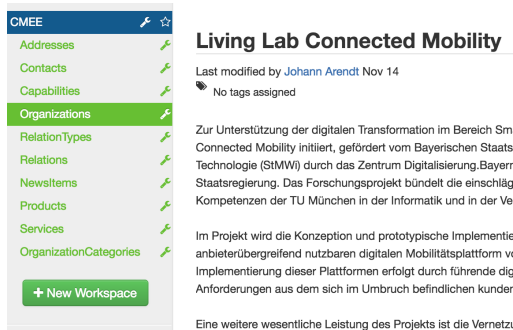 CMEE
Addresses
Contacts
Capabilities
Organizations
RelationTypes
Relations
NewsItems
Products
Services
OrganizationCategories
+ New Workspace
Living Lab Connected Mobility
Last modified by Johann Arendt Nov 14
No tags assigned
Zur Unterstützung der digitalen Transformation im Bereich Sm
Connected Mobility initiiert, gefördert vom Bayerischen Staats
Technologie (StMWi) durch das Zentrum Digitalisierung.Bayern
Staatsregierung. Das Forschungsprojekt bündelt die einschläg
Kompetenzen der TU München in der Informatik und in der Ve
Im Projekt wird die Konzeption und prototypische Implementie
anbieterübergreifend nutzbaren digitalen Mobilitätsplattform vo
Implementierung dieser Plattformen erfolgt durch führende dig
Anforderungen aus dem sich im Umbruch befindlichen kunden
Eine weitere wesentliche Leistung des Projekts ist die Vernetzu